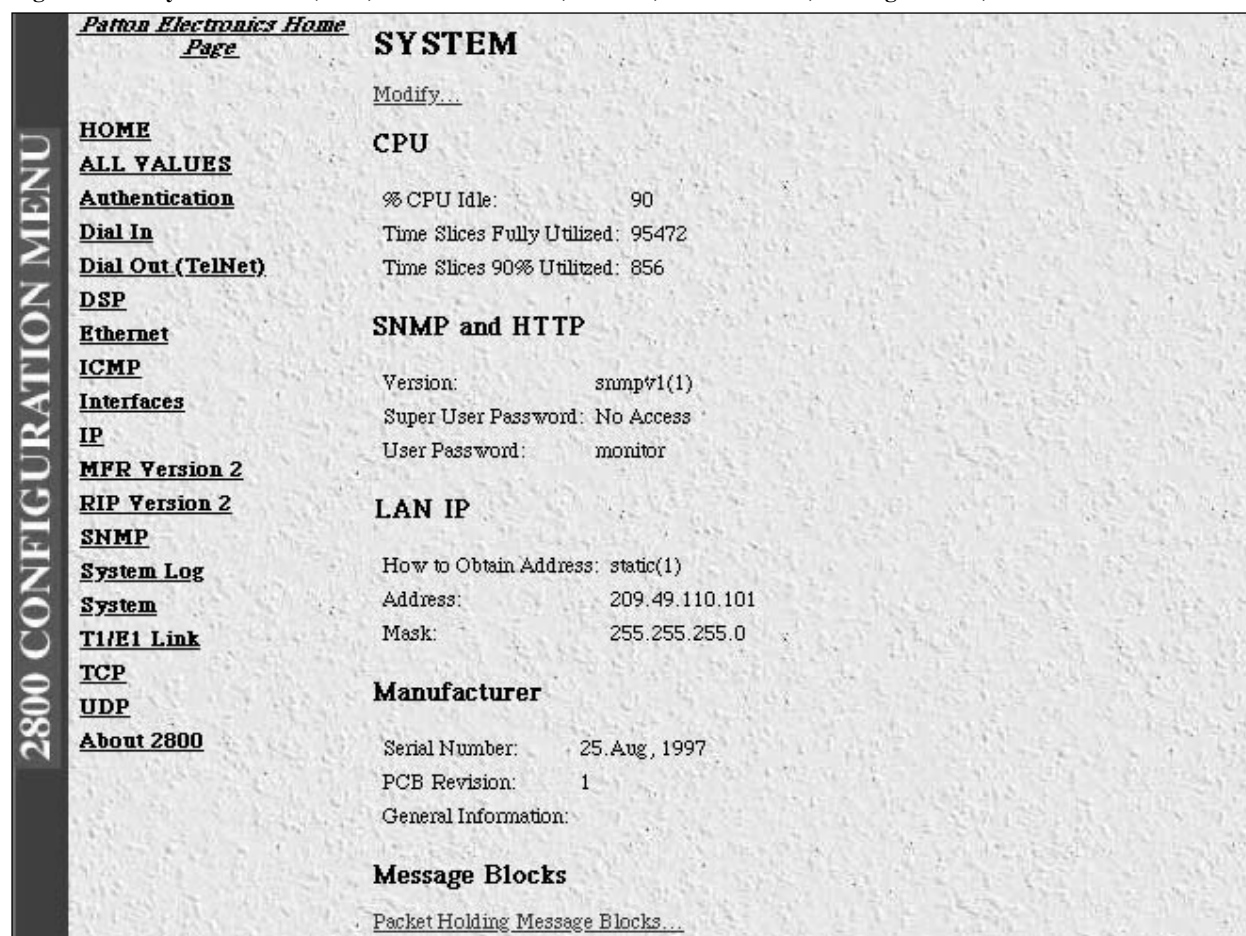 Patton Electronics Home
Page
2800 CONFIGURATION MENU
HOME
ALL VALUES
Authentication
Dial In
Dial Out (TelNet)
DSP
Ethernet
ICMP
Interfaces
IP
MFR Version 2
RIP Version 2
SNMP
System Log
System
T1/E1 Link
TCP
UDP
About 2800
SYSTEM
Modify...
CPU
% CPU Idle: 90
Time Slices Fully Utilized: 95472
Time Slices 90% Utilitzed: 856
SNMP and HTTP
Version: snmpv1(1)
Super User Password: No Access
User Password: monitor
LAN IP
How to Obtain Address: static(1)
Address: 209.49.110.101
Mask: 255.255.255.0
Manufacturer
Serial Number: 25.Aug, 1997
PCB Revision: 1
General Information:
Message Blocks
Packet Holding Message Blocks...